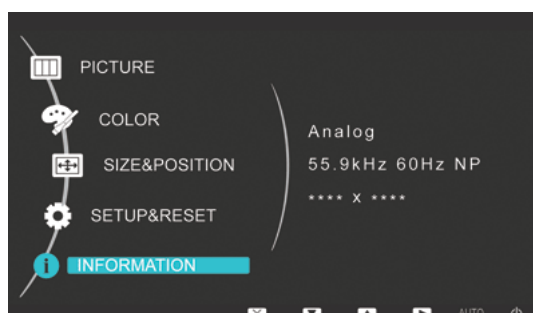 PICTURE
COLOR
SIZE&POSITION
SETUP&RESET
INFORMATION
Analog
55.9kHz 60Hz NP
**** x ****
AUTO